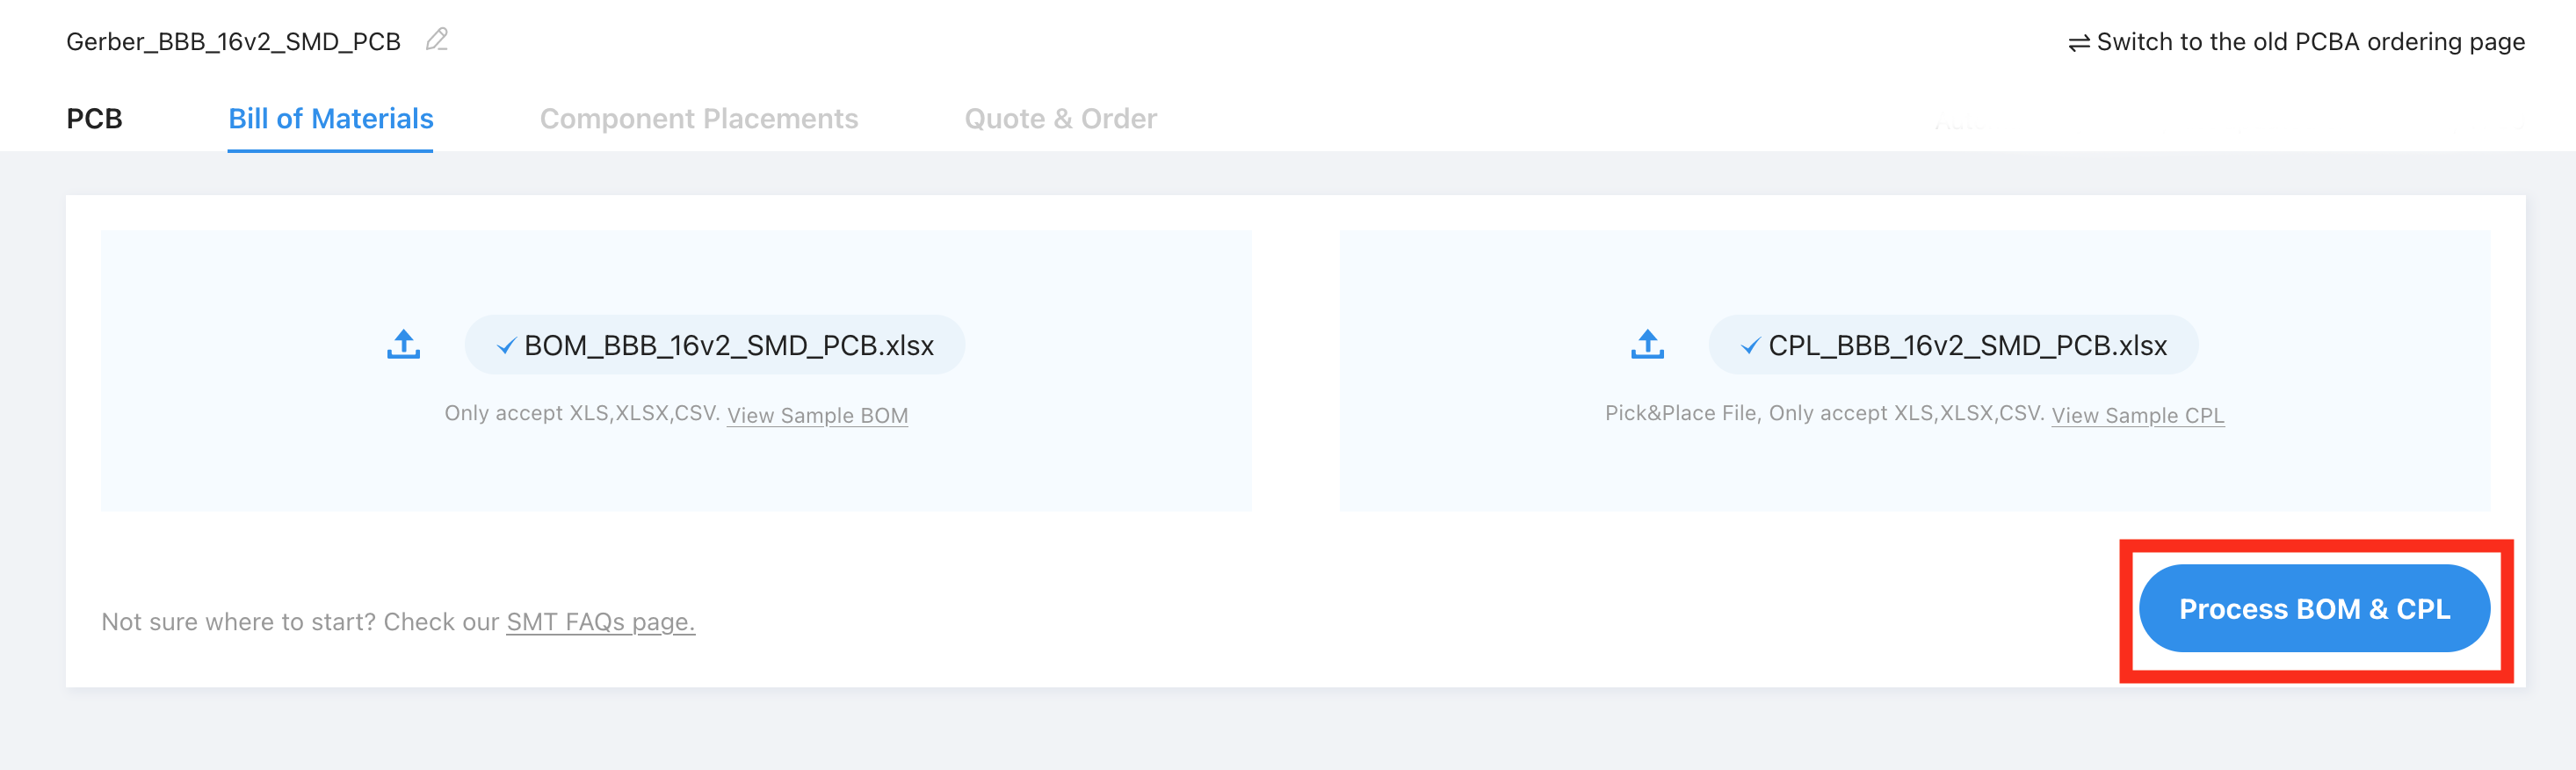 Gerber_BBB_16v2_SMD_PCB
Switch to the old PCBA ordering page
PCB
Bill of Materials
Component Placements
Quote & Order
BOM_BBB_16v2_SMD_PCB.xlsx
CPL_BBB_16v2_SMD_PCB.xlsx
Only accept XLS,XLSX,CSV. View Sample BOM
Pick&Place File, Only accept XLS,XLSX,CSV. View Sample CPL
Not sure where to start? Check our SMT FAQs page.
Process BOM & CPL